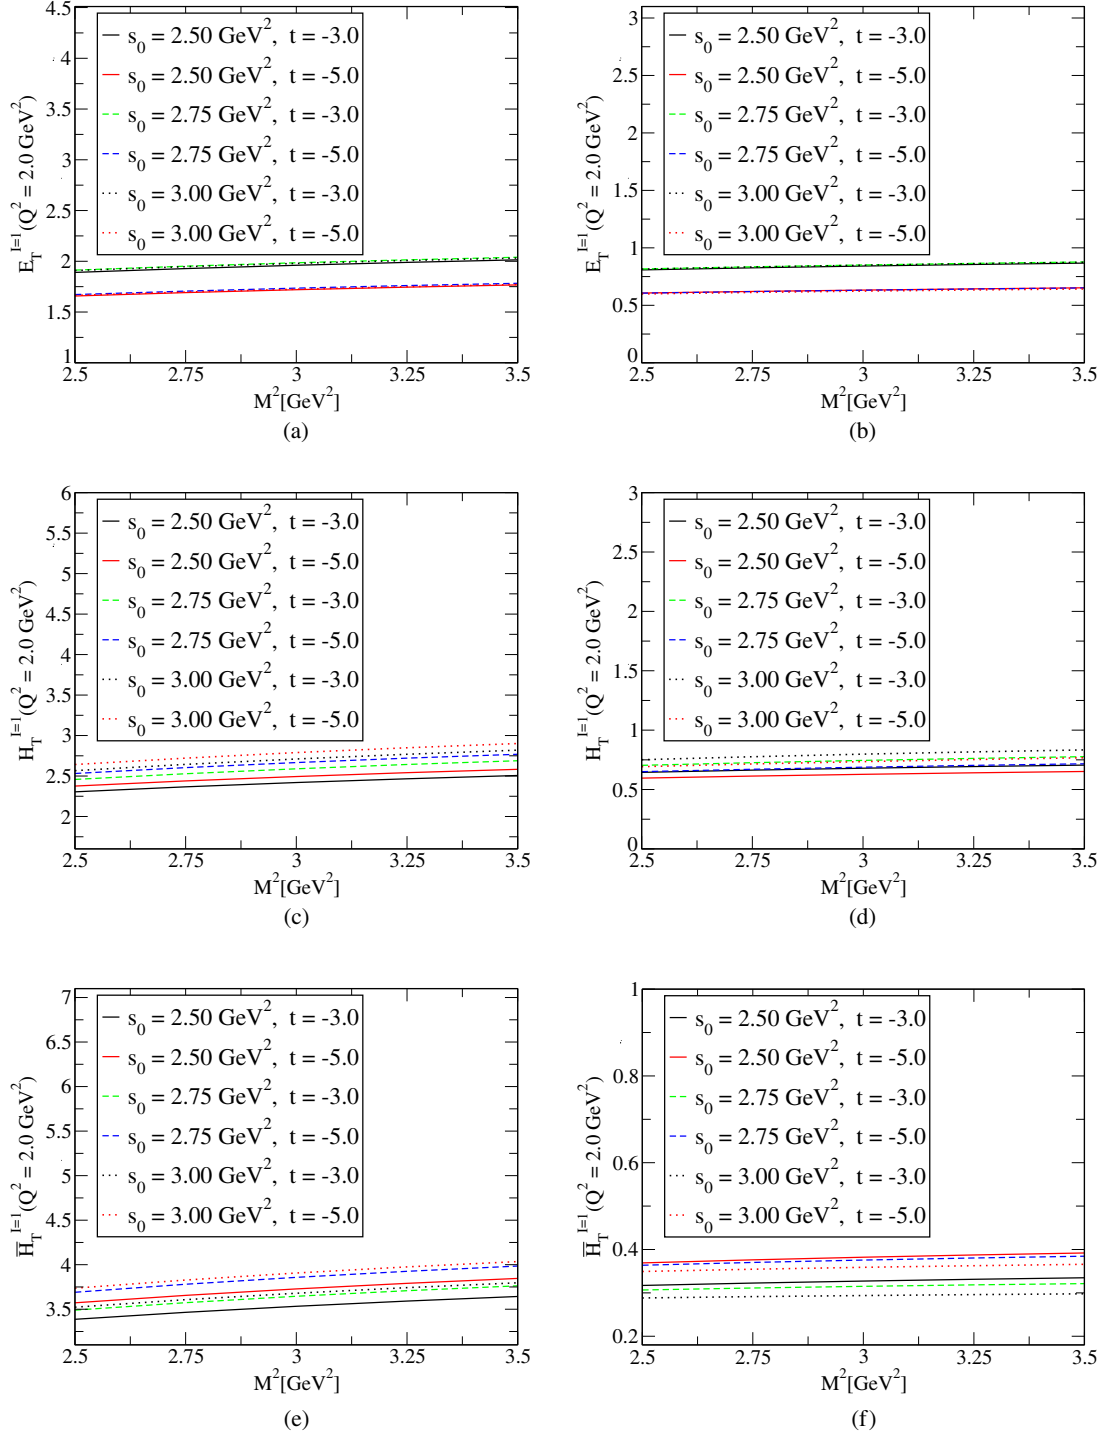 4.5
4
3.5
3
2.5
2
1.5
1
E_T^{I=1}(Q^2 = 2.0 GeV^2)
s_0 = 2.50 GeV^2, t = -3.0
s_0 = 2.50 GeV^2, t = -5.0
s_0 = 2.75 GeV^2, t = -3.0
s_0 = 2.75 GeV^2, t = -5.0
s_0 = 3.00 GeV^2, t = -3.0
s_0 = 3.00 GeV^2, t = -5.0
2.5 2.75 3 3.25 3.5
M^2[GeV^2]
(a)
3
2.5
2
1.5
1
0.5
0
E_T^{I=1}(Q^2 = 2.0 GeV^2)
s_0 = 2.50 GeV^2, t = -3.0
s_0 = 2.50 GeV^2, t = -5.0
s_0 = 2.75 GeV^2, t = -3.0
s_0 = 2.75 GeV^2, t = -5.0
s_0 = 3.00 GeV^2, t = -3.0
s_0 = 3.00 GeV^2, t = -5.0
2.5 2.75 3 3.25 3.5
M^2[GeV^2]
(b)
6
5.5
5
4.5
4
3.5
3
2.5
2
H_T^{I=1}(Q^2 = 2.0 GeV^2)
s_0 = 2.50 GeV^2, t = -3.0
s_0 = 2.50 GeV^2, t = -5.0
s_0 = 2.75 GeV^2, t = -3.0
s_0 = 2.75 GeV^2, t = -5.0
s_0 = 3.00 GeV^2, t = -3.0
s_0 = 3.00 GeV^2, t = -5.0
2.5 2.75 3 3.25 3.5
M^2[GeV^2]
(c)
3
2.5
2
1.5
1
0.5
0
H_T^{I=1}(Q^2 = 2.0 GeV^2)
s_0 = 2.50 GeV^2, t = -3.0
s_0 = 2.50 GeV^2, t = -5.0
s_0 = 2.75 GeV^2, t = -3.0
s_0 = 2.75 GeV^2, t = -5.0
s_0 = 3.00 GeV^2, t = -3.0
s_0 = 3.00 GeV^2, t = -5.0
2.5 2.75 3 3.25 3.5
M^2[GeV^2]
(d)
7
6.5
6
5.5
5
4.5
4
3.5
H̅_T^{I=1}(Q^2 = 2.0 GeV^2)
s_0 = 2.50 GeV^2, t = -3.0
s_0 = 2.50 GeV^2, t = -5.0
s_0 = 2.75 GeV^2, t = -3.0
s_0 = 2.75 GeV^2, t = -5.0
s_0 = 3.00 GeV^2, t = -3.0
s_0 = 3.00 GeV^2, t = -5.0
2.5 2.75 3 3.25 3.5
M^2[GeV^2]
(e)
1
0.8
0.6
0.4
0.2
H̅_T^{I=1}(Q^2 = 2.0 GeV^2)
s_0 = 2.50 GeV^2, t = -3.0
s_0 = 2.50 GeV^2, t = -5.0
s_0 = 2.75 GeV^2, t = -3.0
s_0 = 2.75 GeV^2, t = -5.0
s_0 = 3.00 GeV^2, t = -3.0
s_0 = 3.00 GeV^2, t = -5.0
2.5 2.75 3 3.25 3.5
M^2[GeV^2]
(f)